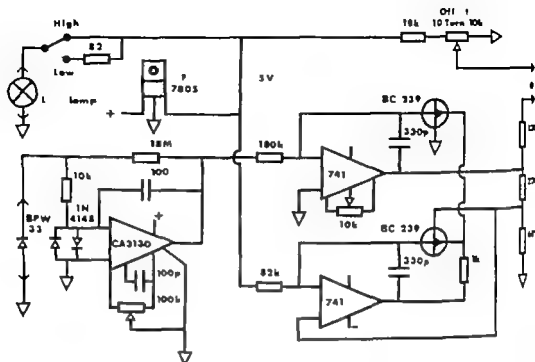 High
Off t
10 Turn 10k
82
18k
Low
P
7805
L
lamp
+
5V
BC 239
18M
180k
330p
10k
100
741
1N
4148
BPW
33
+
10k
CA3130
BC 239
100p
82k
330p
1k
100k
741